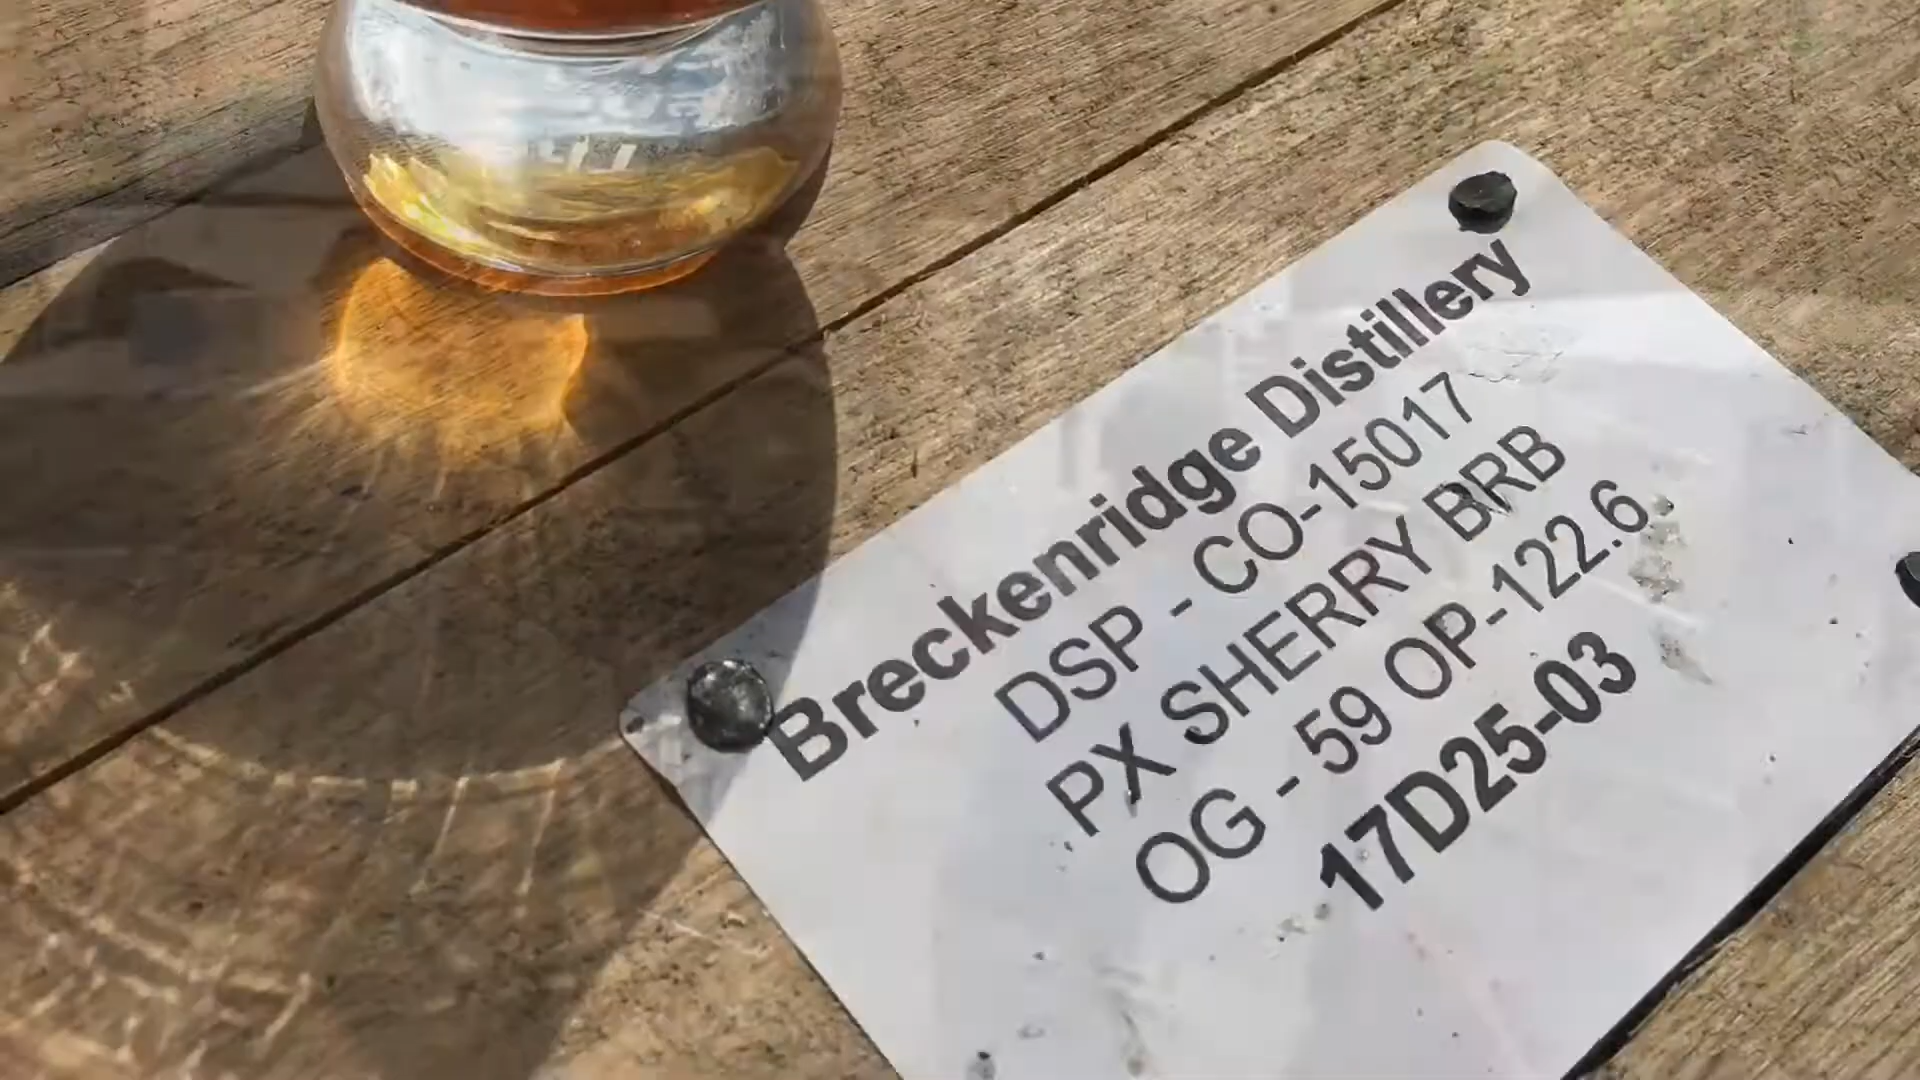 Breckenridge Distillery
DSP - CO-15017
PX SHERRY BRB
OG - 59 OP-122.6
17D25-03